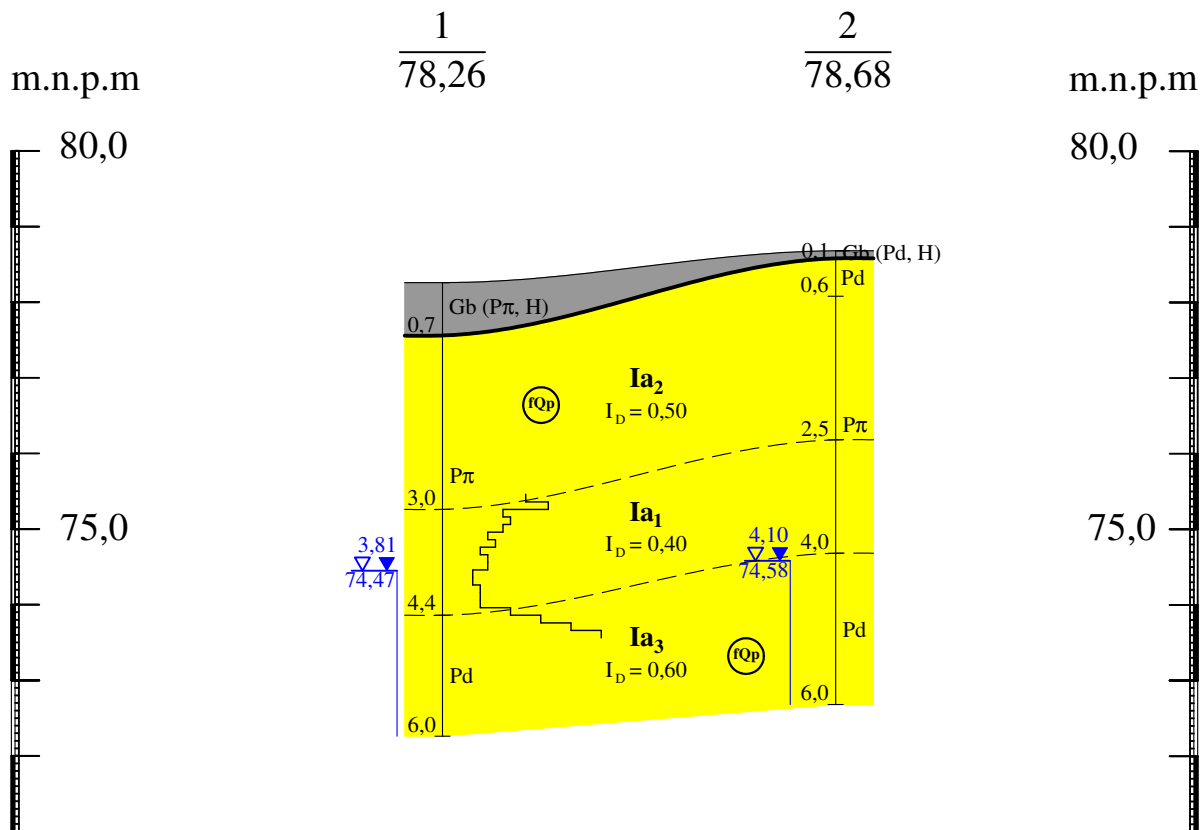 1
78,26
2
78,68
m.n.p.m
m.n.p.m
80,0
80,0
0,1
Gb (Pd, H)
Pd
0,6
Gb (Pπ, H)
0,7
Ia2
fQp
ID = 0,50
2,5
Pπ
Pπ
3,0
Ia1
75,0
75,0
3,81
ID = 0,40
4,10
4,0
74,47
74,58
4,4
Ia3
Pd
fQp
ID = 0,60
Pd
6,0
6,0